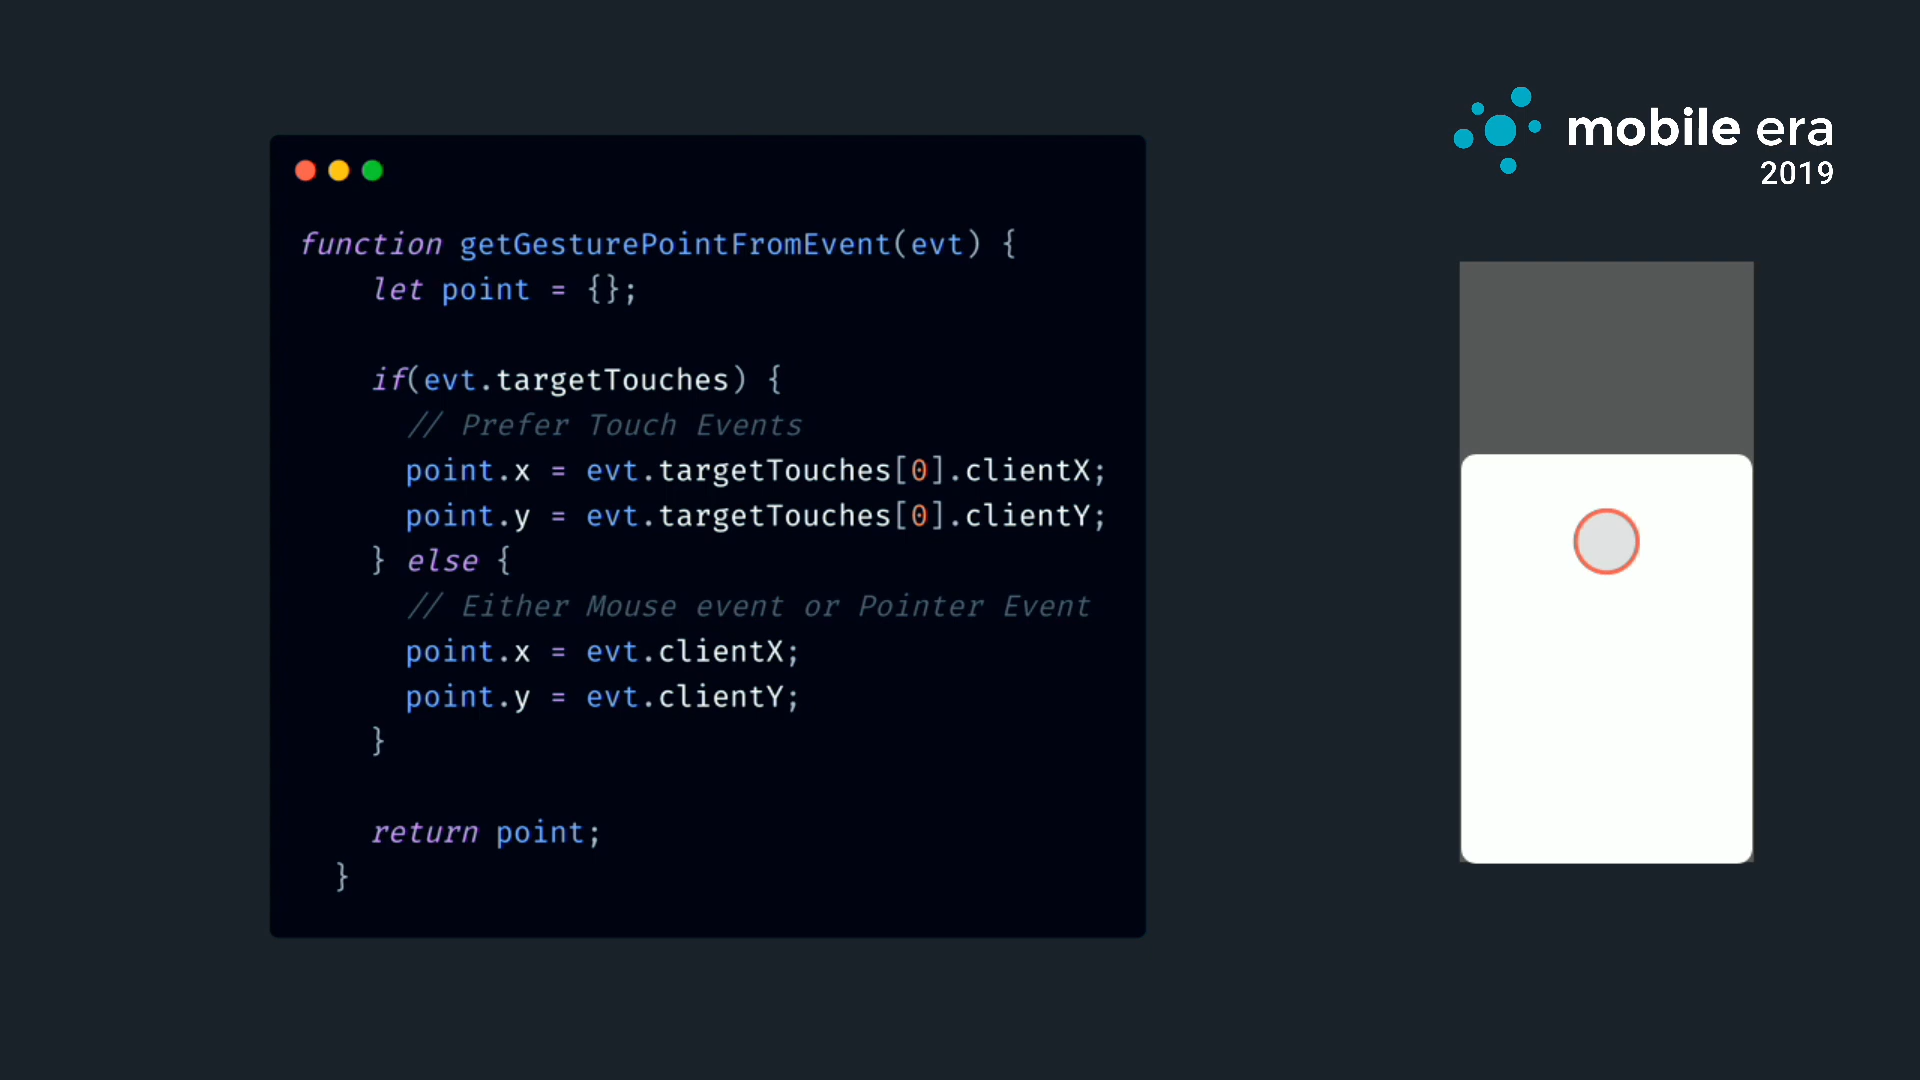 function getGesturePointFromEvent(evt) {
let point = {};
if(evt.targetTouches) {
// Prefer Touch Events
point.x = evt.targetTouches[0].clientX;
point.y = evt.targetTouches[0].clientY;
} else {
// Either Mouse event or Pointer Event
point.x = evt.clientX;
point.y = evt.clientY;
}
return point;
}
mobile era
2019